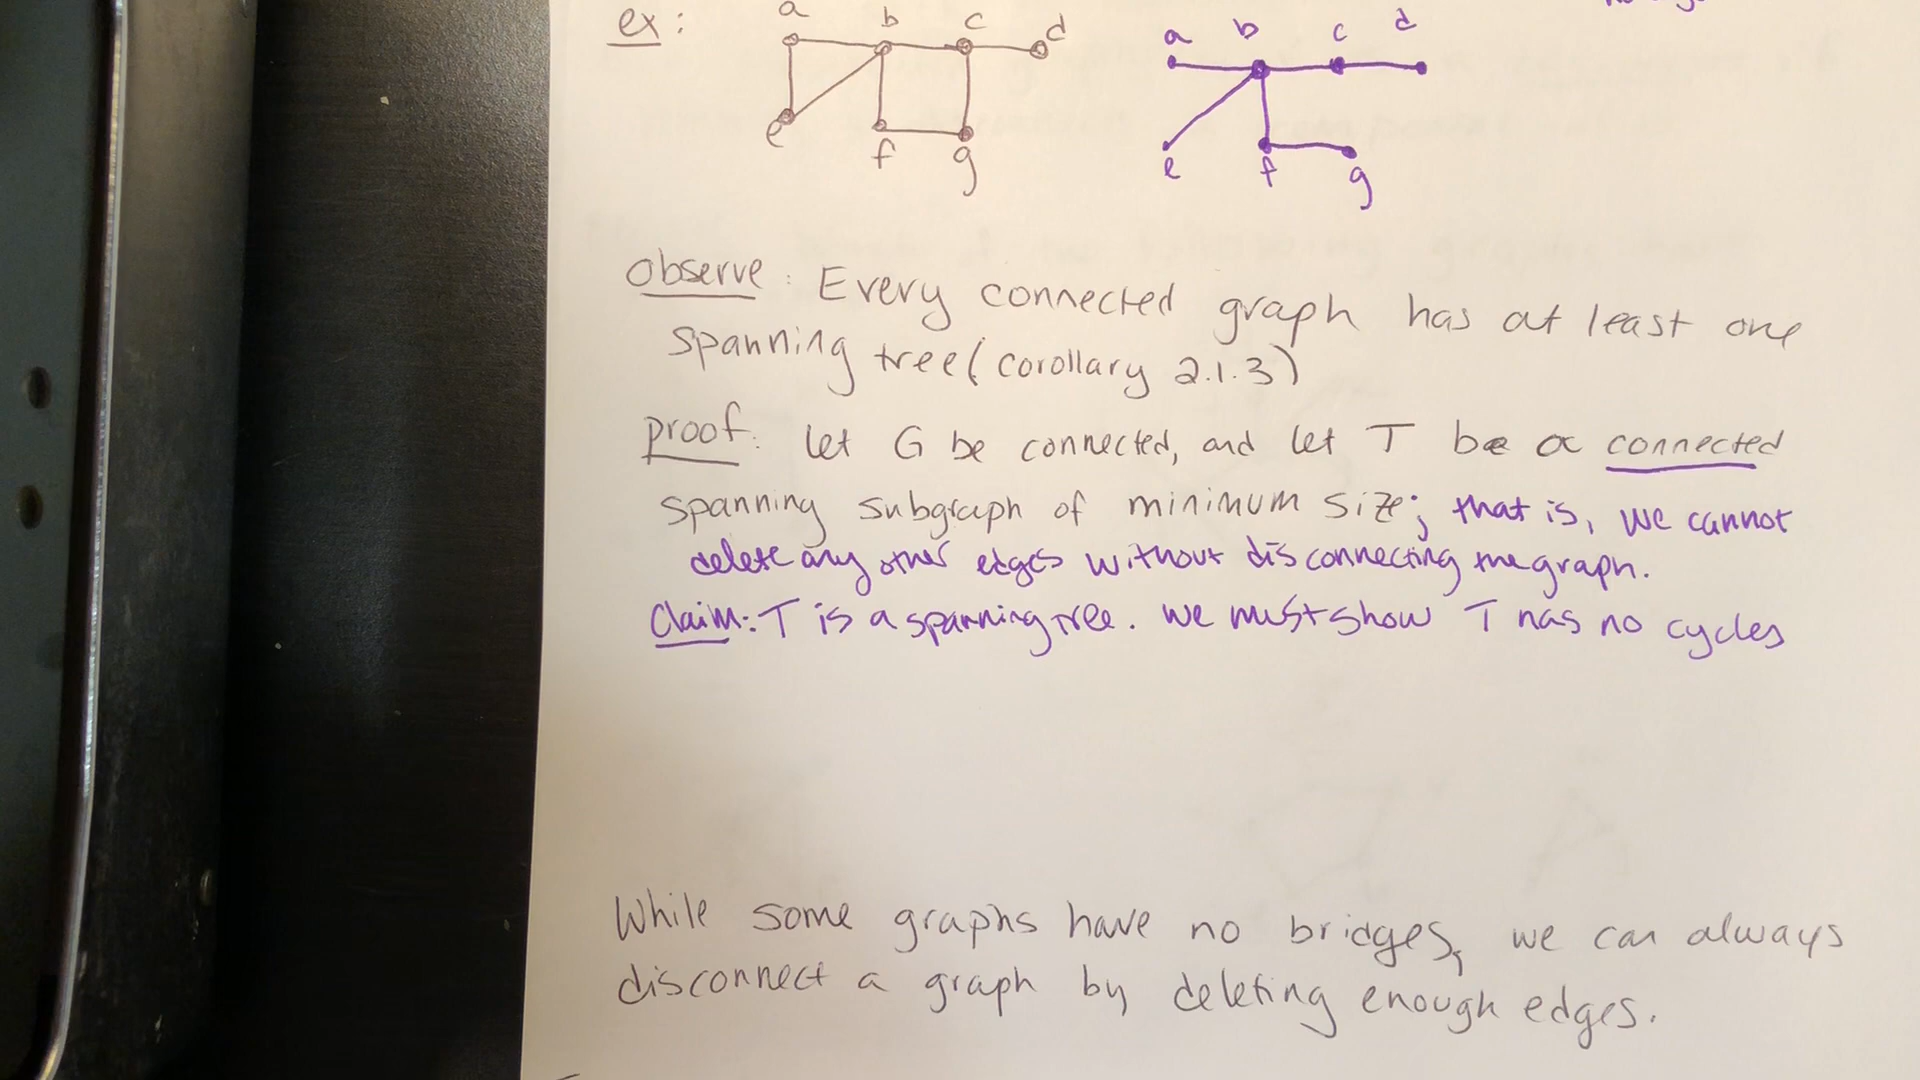 ex:
a b c d
e f g
a b c d
e f g
Observe: Every connected graph has at least one
spanning tree (corollary 2.1.3)
proof: let G be connected, and let T be a connected
spanning subgraph of minimum size; that is, we cannot
delete any other edges without disconnecting the graph.
Claim: T is a spanning tree. We must show T has no cycles
While some graphs have no bridges, we can always
disconnect a graph by deleting enough edges.